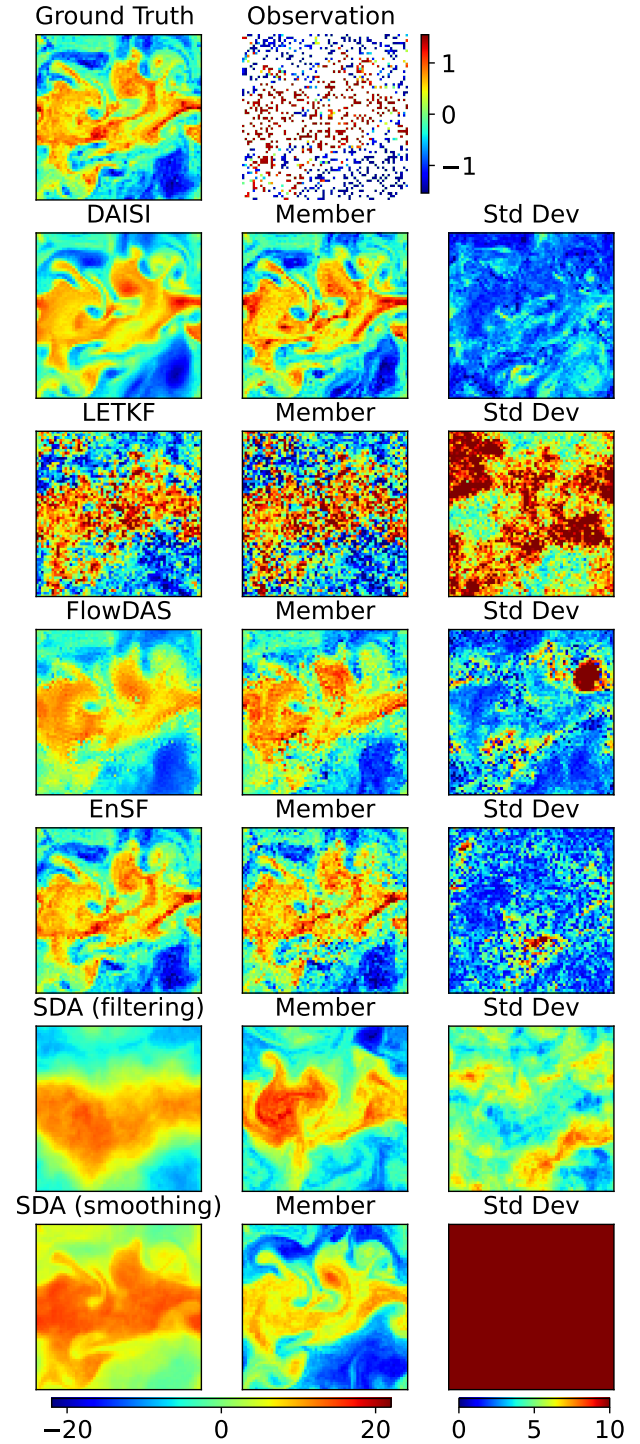 Ground Truth Observation
1
0
−1
DAISI Member Std Dev
LETKF Member Std Dev
FlowDAS Member Std Dev
EnSF Member Std Dev
SDA (filtering) Member Std Dev
SDA (smoothing) Member Std Dev
−20 0 20 0 5 10